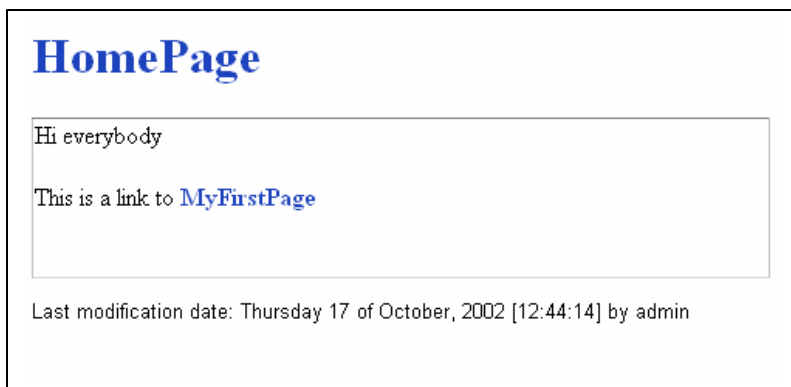 HomePage
Hi everybody
This is a link to MyFirstPage
Last modification date: Thursday 17 of October, 2002 [12:44:14] by admin